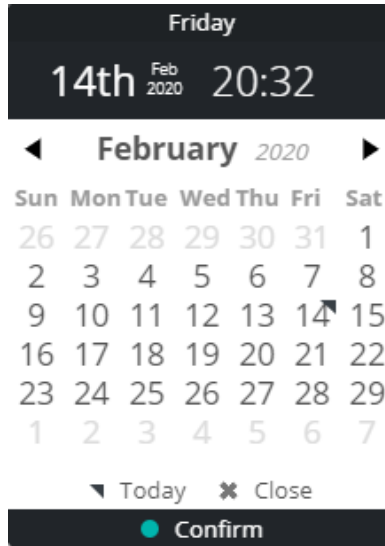 Friday
14th Feb 2020 20:32
February 2020
Sun Mon Tue Wed Thu Fri Sat
26 27 28 29 30 31 1
2 3 4 5 6 7 8
9 10 11 12 13 14 15
16 17 18 19 20 21 22
23 24 25 26 27 28 29
1 2 3 4 5 6 7
Today Close
Confirm